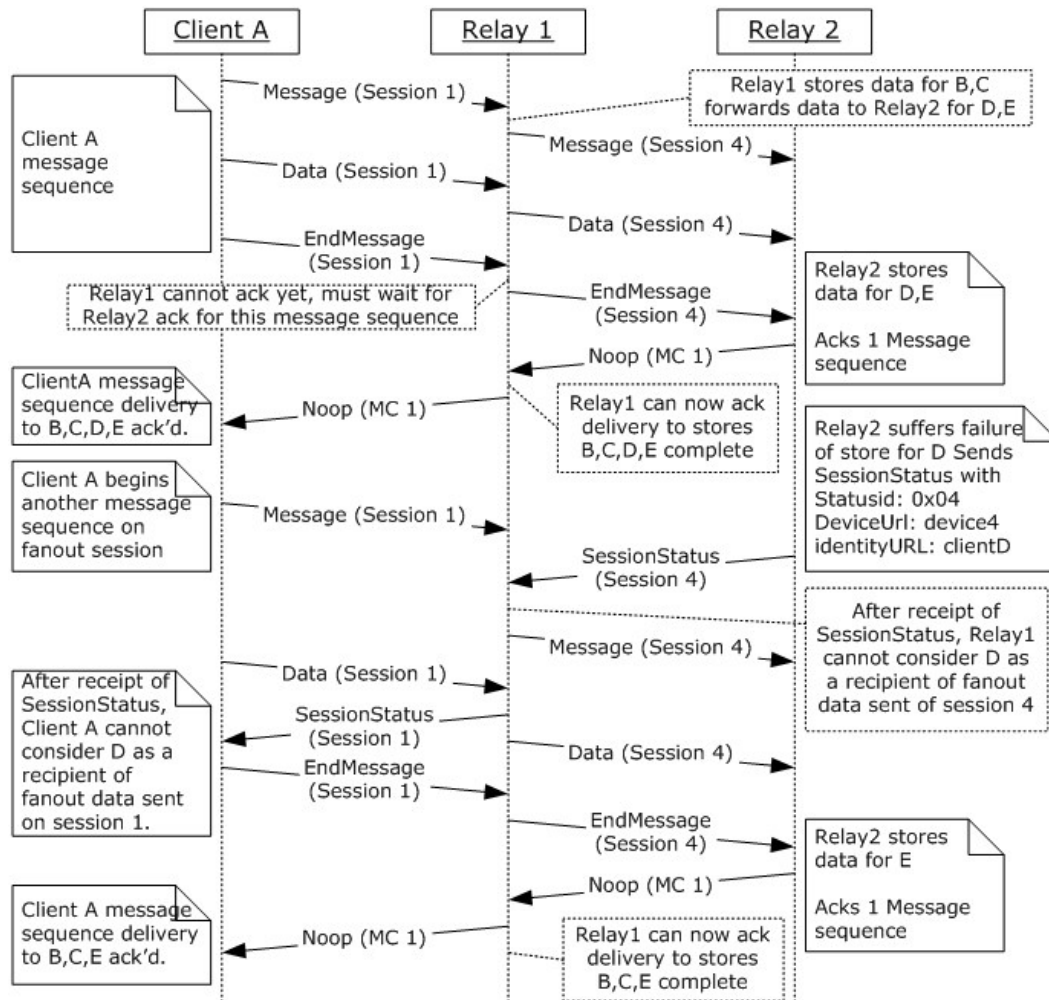 Client A
Relay 1
Relay 2
Message (Session 1)
Relay1 stores data for B,C
forwards data to Relay2 for D,E
Client A
message
sequence
Message (Session 4)
Data (Session 1)
Data (Session 4)
EndMessage
(Session 1)
Relay2 stores
data for D,E
Acks 1 Message
sequence
Relay1 cannot ack yet, must wait for
Relay2 ack for this message sequence
EndMessage
(Session 4)
Noop (MC 1)
ClientA message
sequence delivery
to B,C,D,E ack’d.
Noop (MC 1)
Relay1 can now ack
delivery to stores
B,C,D,E complete
Relay2 suffers failure
of store for D Sends
SessionStatus with
Statusid: 0x04
DeviceUrl: device4
identityURL: clientD
Client A begins
another message
sequence on
fanout session
Message (Session 1)
SessionStatus
(Session 4)
After receipt of
SessionStatus, Relay1
cannot consider D as
a recipient of fanout
data sent of session 4
Message (Session 4)
Data (Session 1)
After receipt of
SessionStatus,
Client A cannot
consider D as a
recipient of
fanout data sent
on session 1.
SessionStatus
(Session 1)
Data (Session 4)
EndMessage
(Session 1)
EndMessage
(Session 4)
Relay2 stores
data for E
Acks 1 Message
sequence
Noop (MC 1)
Client A message
sequence delivery
to B,C,E ack’d.
Noop (MC 1)
Relay1 can now ack
delivery to stores
B,C,E complete